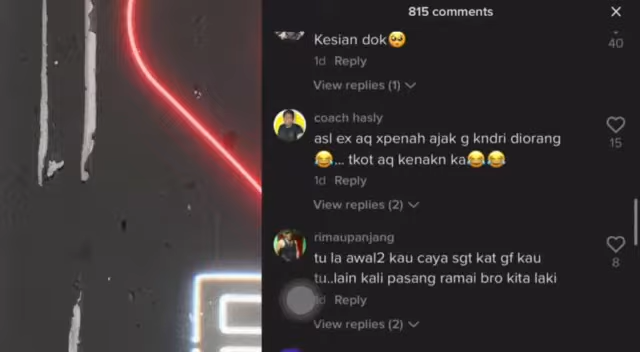 815 comments
Kesian dok🥺
40
1d Reply
View replies (1)
coach hasly
asl ex aq xpenah ajak g kndri diorang
😂... tkot aq kenakn ka😂😂
15
1d Reply
View replies (2)
rimaupanjang
tu la awal2 kau caya sgt kat gf kau
tu..lain kali pasang ramai bro kita laki
8
Reply
View replies (2)